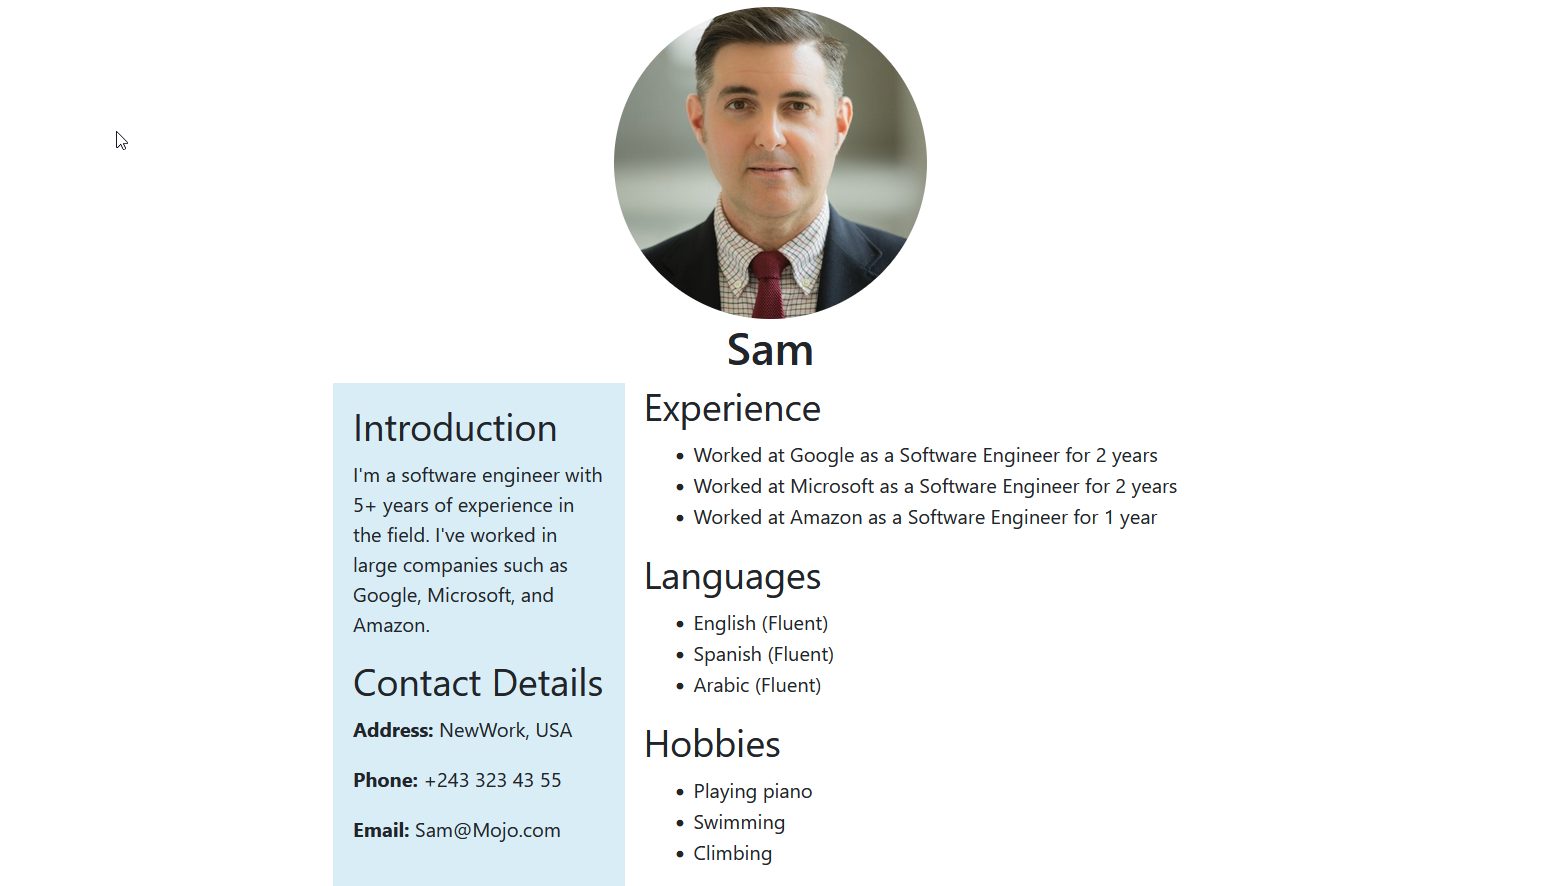 Sam
Introduction
I'm a software engineer with
5+ years of experience in
the field. I've worked in
large companies such as
Google, Microsoft, and
Amazon.
Contact Details
Address: NewWork, USA
Phone: +243 323 43 55
Email: Sam@Mojo.com
Experience
• Worked at Google as a Software Engineer for 2 years
• Worked at Microsoft as a Software Engineer for 2 years
• Worked at Amazon as a Software Engineer for 1 year
Languages
• English (Fluent)
• Spanish (Fluent)
• Arabic (Fluent)
Hobbies
• Playing piano
• Swimming
• Climbing